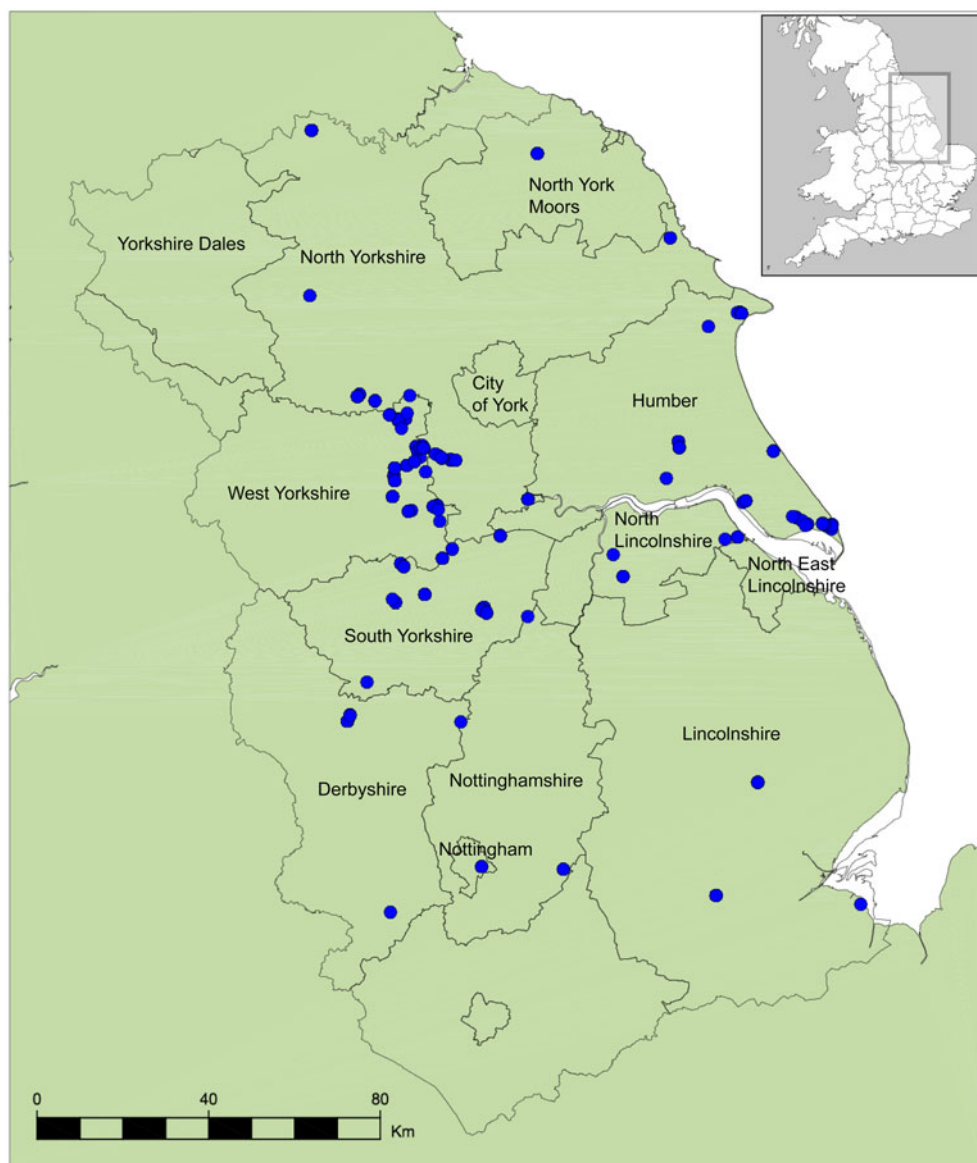 North York
Moors
Yorkshire Dales
North Yorkshire
City
of York
Humber
West Yorkshire
North
Lincolnshire
North East
Lincolnshire
South Yorkshire
Lincolnshire
Derbyshire
Nottinghamshire
Nottingham
0 40 80
Km